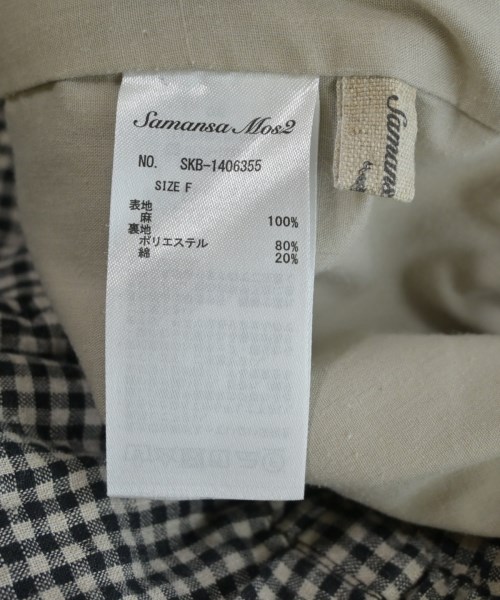 Samansa Mos2
NO. SKB-1406355
SIZE F
表地
麻 100%
裏地
ポリエステル 80%
綿 20%
Samansa